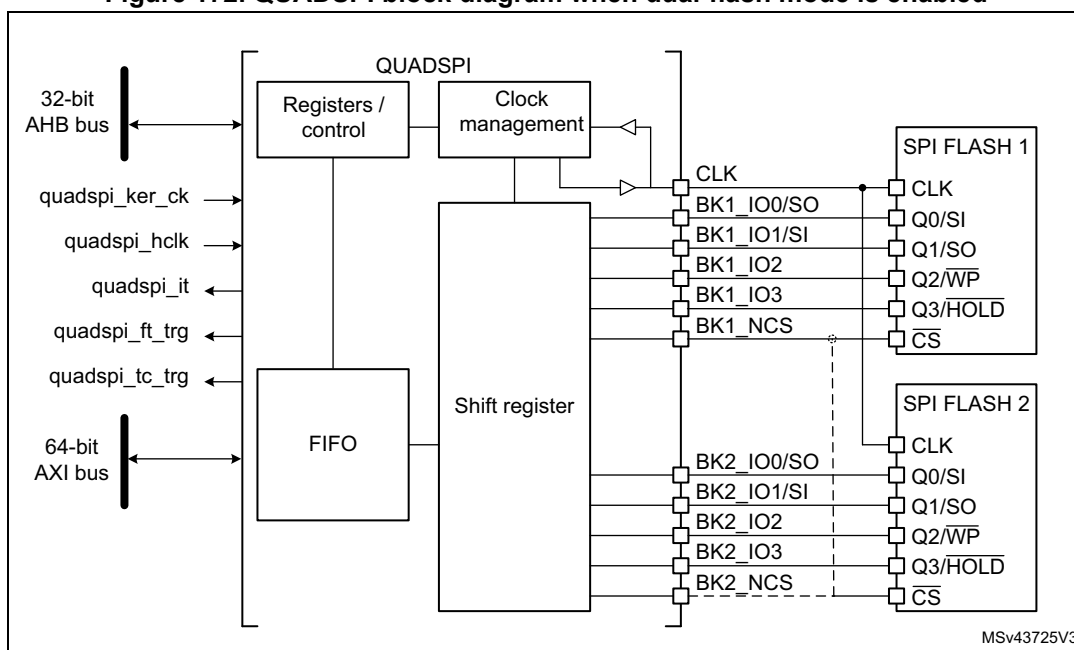 Figure 172. QUADSPI block diagram when dual-flash mode is enabled
QUADSPI
32-bit
AHB bus
quadspi_ker_ck
quadspi_hclk
quadspi_it
quadspi_ft_trg
quadspi_tc_trg
64-bit
AXI bus
Registers /
control
Clock
management
FIFO
Shift register
CLK
BK1_IO0/SO
BK1_IO1/SI
BK1_IO2
BK1_IO3
BK1_NCS
BK2_IO0/SO
BK2_IO1/SI
BK2_IO2
BK2_IO3
BK2_NCS
SPI FLASH 1
CLK
Q0/SI
Q1/SO
Q2/WP
Q3/HOLD
CS
SPI FLASH 2
CLK
Q0/SI
Q1/SO
Q2/WP
Q3/HOLD
CS
MSv43725V3